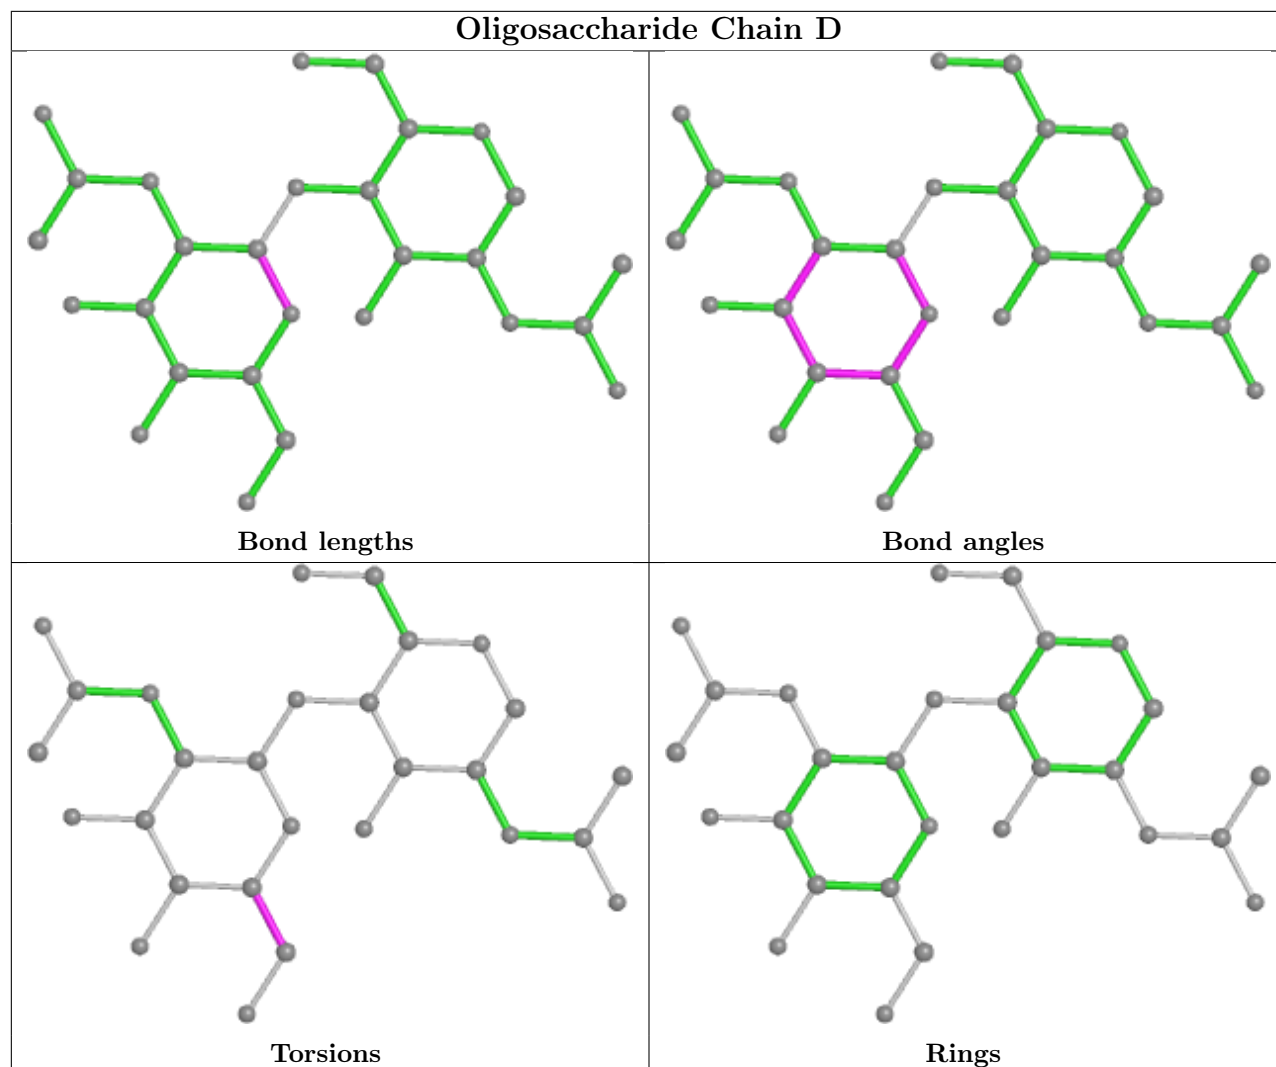 Oligosaccharide Chain D
Bond lengths
Bond angles
Torsions
Rings